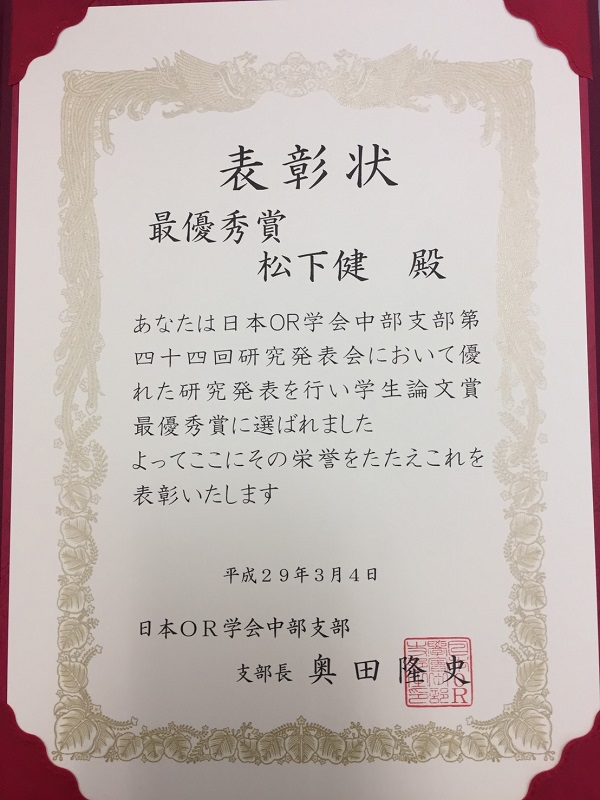 表彰状
最優秀賞
松下健 殿
あなたは日本OR学会中部支部第
四十四回研究発表会において優
れた研究発表を行い学生論文賞
最優秀賞に選ばれました
よってここにその栄誉をたたえこれを
表彰いたします
平成29年3月4日
日本OR学会中部支部
支部長 奥田隆史